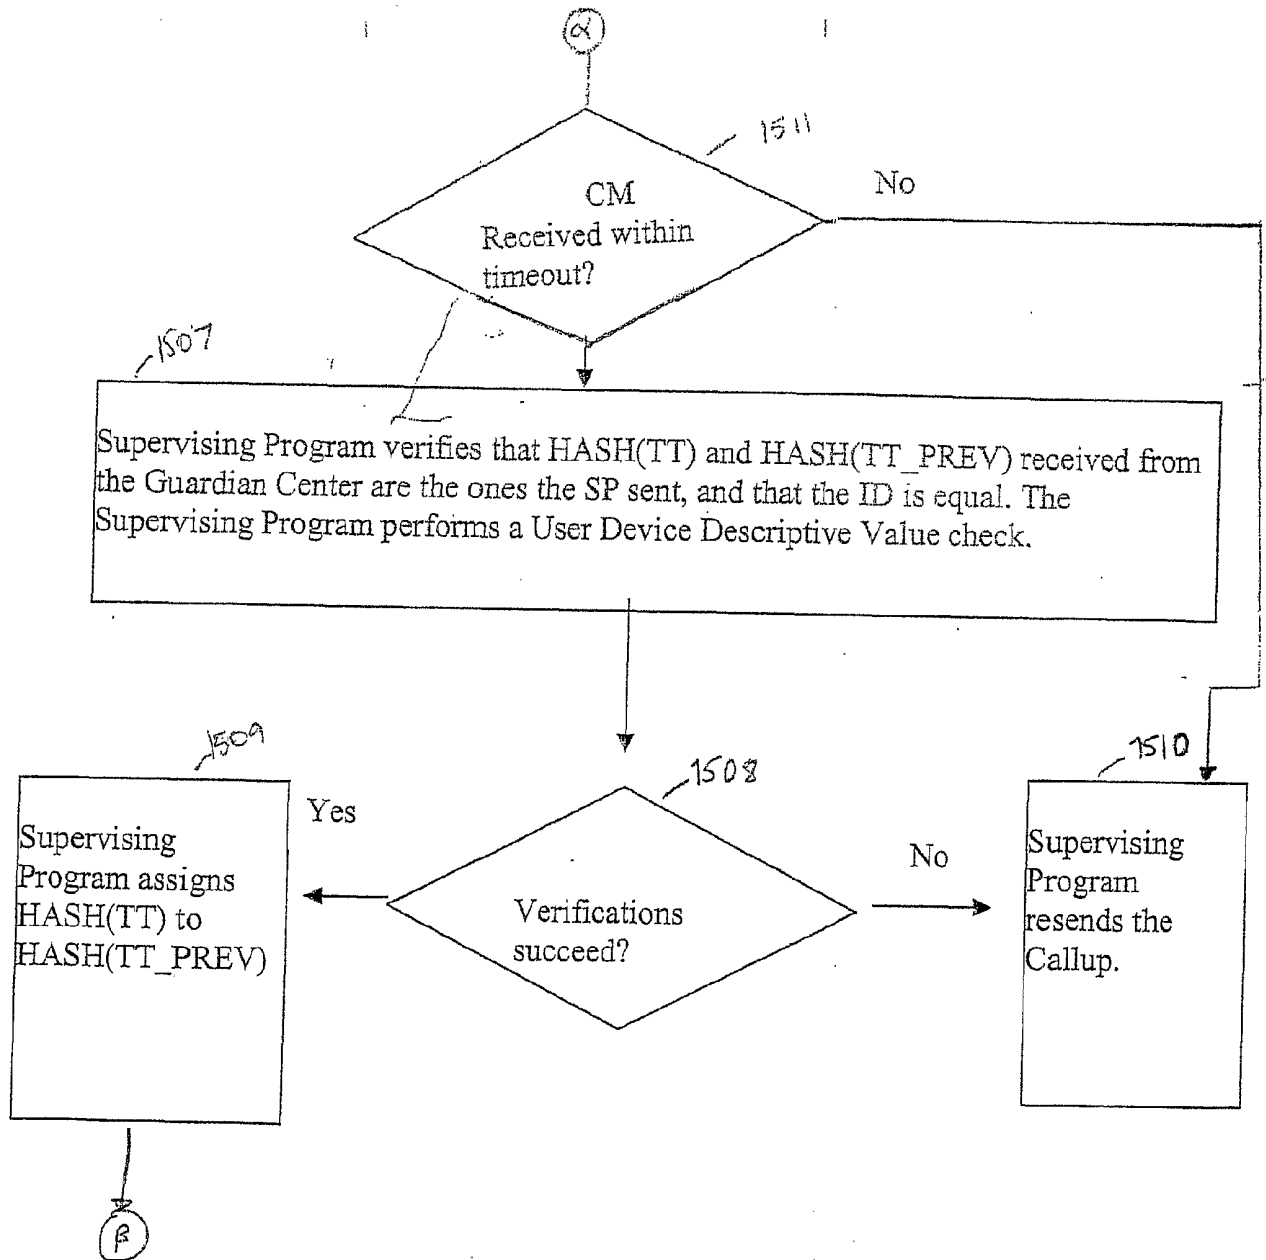 α
1511
CM
Received within
timeout?
No
1507
Supervising Program verifies that HASH(TT) and HASH(TT_PREV) received from
the Guardian Center are the ones the SP sent, and that the ID is equal. The
Supervising Program performs a User Device Descriptive Value check.
1509
Supervising
Program assigns
HASH(TT) to
HASH(TT_PREV)
Yes
1508
Verifications
succeed?
No
1510
Supervising
Program
resends the
Callup.
β